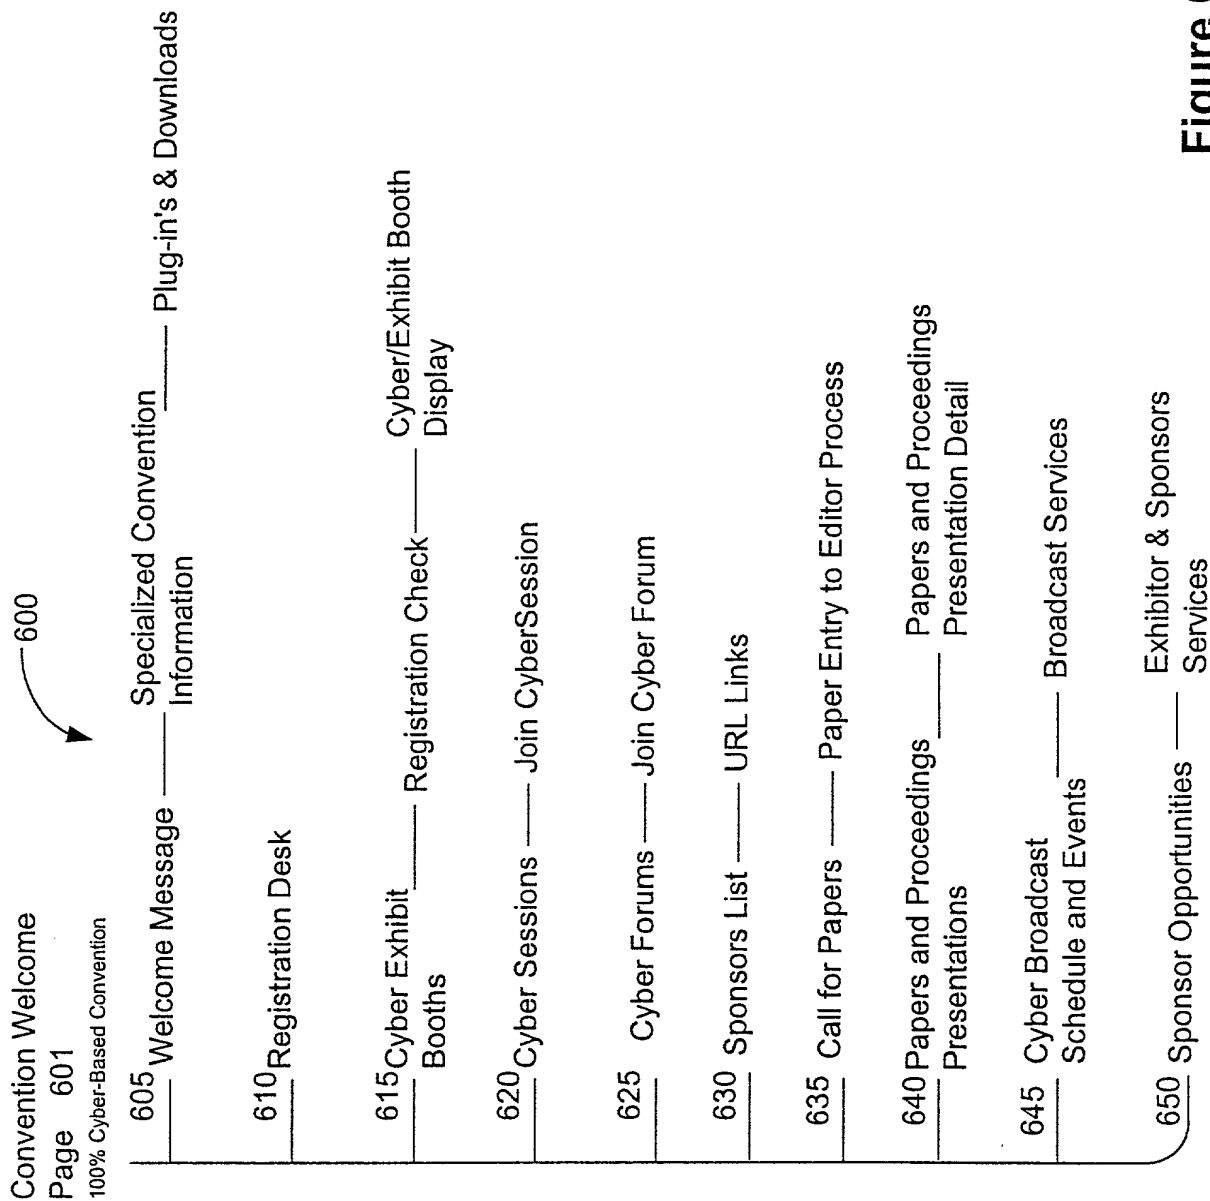 Convention Welcome
Page 601
100% Cyber-Based Convention
600
605
Welcome Message
Specialized Convention
Information
Plug-in's & Downloads
610
Registration Desk
615
Cyber Exhibit
Booths
Registration Check
Cyber/Exhibit Booth
Display
620
Cyber Sessions
Join CyberSession
625
Cyber Forums
Join Cyber Forum
630
Sponsors List
URL Links
635
Call for Papers
Paper Entry to Editor Process
640
Papers and Proceedings
Presentations
Papers and Proceedings
Presentation Detail
645
Cyber Broadcast
Schedule and Events
Broadcast Services
650
Sponsor Opportunities
Exhibitor & Sponsors
Services
Figure